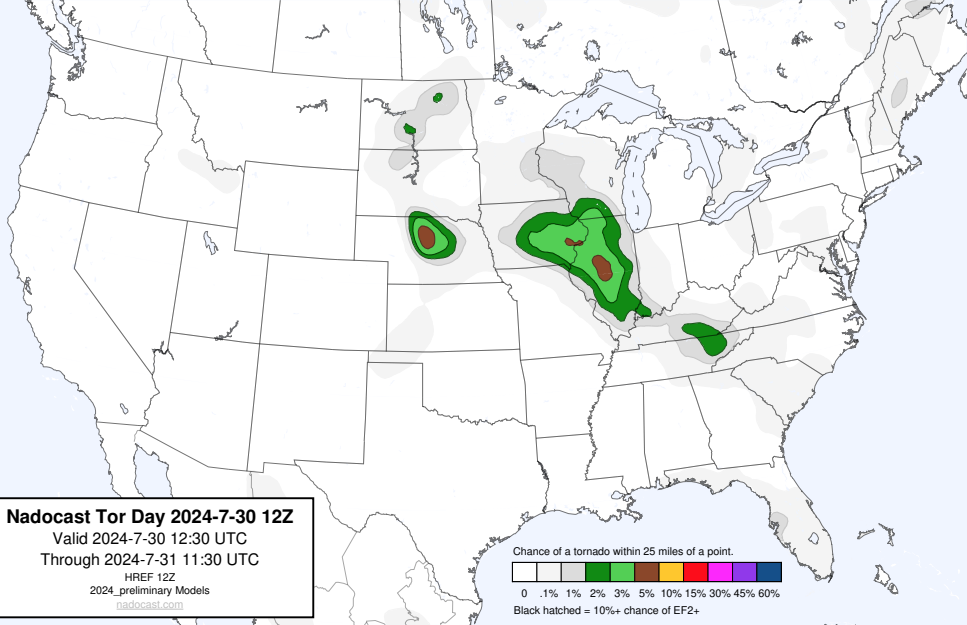 Nadocast Tor Day 2024-7-30 12Z
Valid 2024-7-30 12:30 UTC
Through 2024-7-31 11:30 UTC
HREF 12Z
2024_preliminary Models
nadocast.com
Chance of a tornado within 25 miles of a point.
0 .1% 1% 2% 3% 5% 10% 15% 30% 45% 60%
Black hatched = 10%+ chance of EF2+